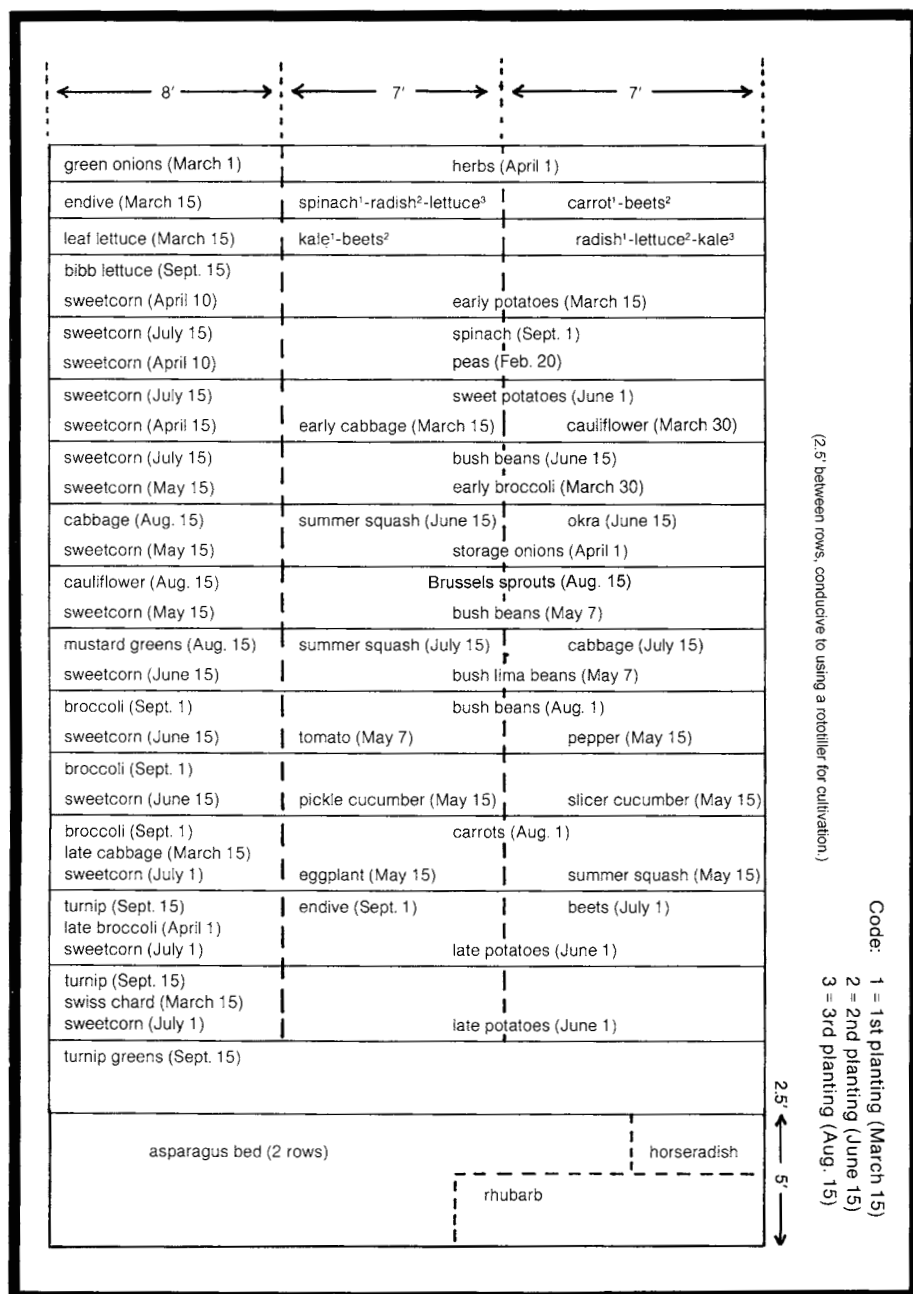 8′ 7′ 7′
green onions (March 1) herbs (April 1)
endive (March 15) spinach¹-radish²-lettuce³ carrot¹-beets²
leaf lettuce (March 15) kale¹-beets² radish¹-lettuce²-kale³
bibb lettuce (Sept. 15)
sweetcorn (April 10) early potatoes (March 15)
sweetcorn (July 15) spinach (Sept. 1)
sweetcorn (April 10) peas (Feb. 20)
sweetcorn (July 15) sweet potatoes (June 1)
sweetcorn (April 15) early cabbage (March 15) cauliflower (March 30)
sweetcorn (July 15) bush beans (June 15)
sweetcorn (May 15) early broccoli (March 30)
cabbage (Aug. 15) summer squash (June 15) okra (June 15)
sweetcorn (May 15) storage onions (April 1)
cauliflower (Aug. 15) Brussels sprouts (Aug. 15)
sweetcorn (May 15) bush beans (May 7)
mustard greens (Aug. 15) summer squash (July 15) cabbage (July 15)
sweetcorn (June 15) bush lima beans (May 7)
broccoli (Sept. 1) bush beans (Aug. 1)
sweetcorn (June 15) tomato (May 7) pepper (May 15)
broccoli (Sept. 1)
sweetcorn (June 15) pickle cucumber (May 15) slicer cucumber (May 15)
broccoli (Sept. 1) carrots (Aug. 1)
late cabbage (March 15)
sweetcorn (July 1) eggplant (May 15) summer squash (May 15)
turnip (Sept. 15) endive (Sept. 1) beets (July 1)
late broccoli (April 1)
sweetcorn (July 1) late potatoes (June 1)
turnip (Sept. 15)
swiss chard (March 15)
sweetcorn (July 1) late potatoes (June 1)
turnip greens (Sept. 15)
asparagus bed (2 rows) horseradish
rhubarb
2.5′
5′
(2.5′ between rows, conducive to using a rototiller for cultivation.)
Code: 1 = 1st planting (March 15)
2 = 2nd planting (June 15)
3 = 3rd planting (Aug. 15)